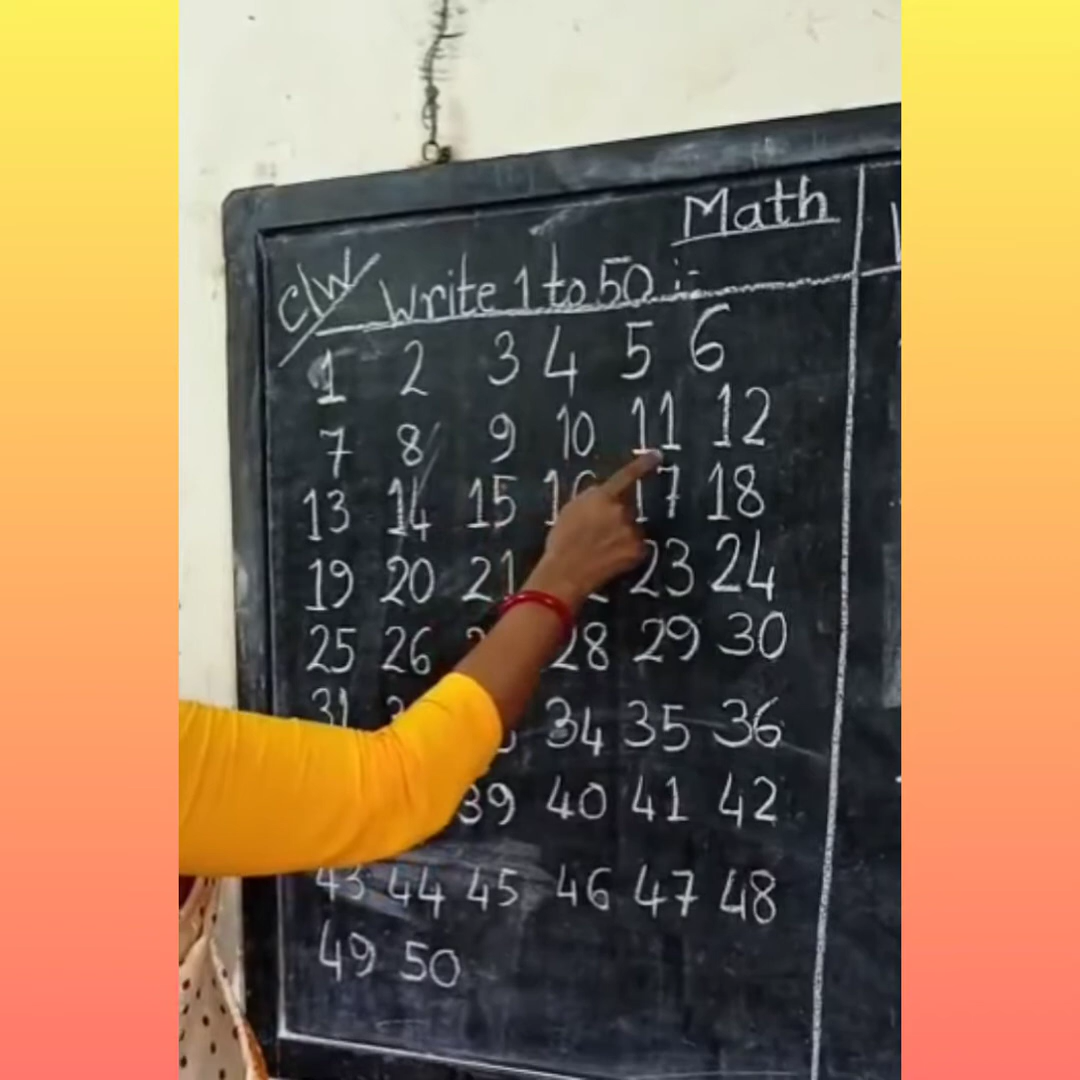 Math
C/W Write 1 to 50 :-
1 2 3 4 5 6
7 8 9 10 11 12
13 14 15 16 17 18
19 20 21 23 24
25 26 28 29 30
31 34 35 36
39 40 41 42
43 44 45 46 47 48
49 50